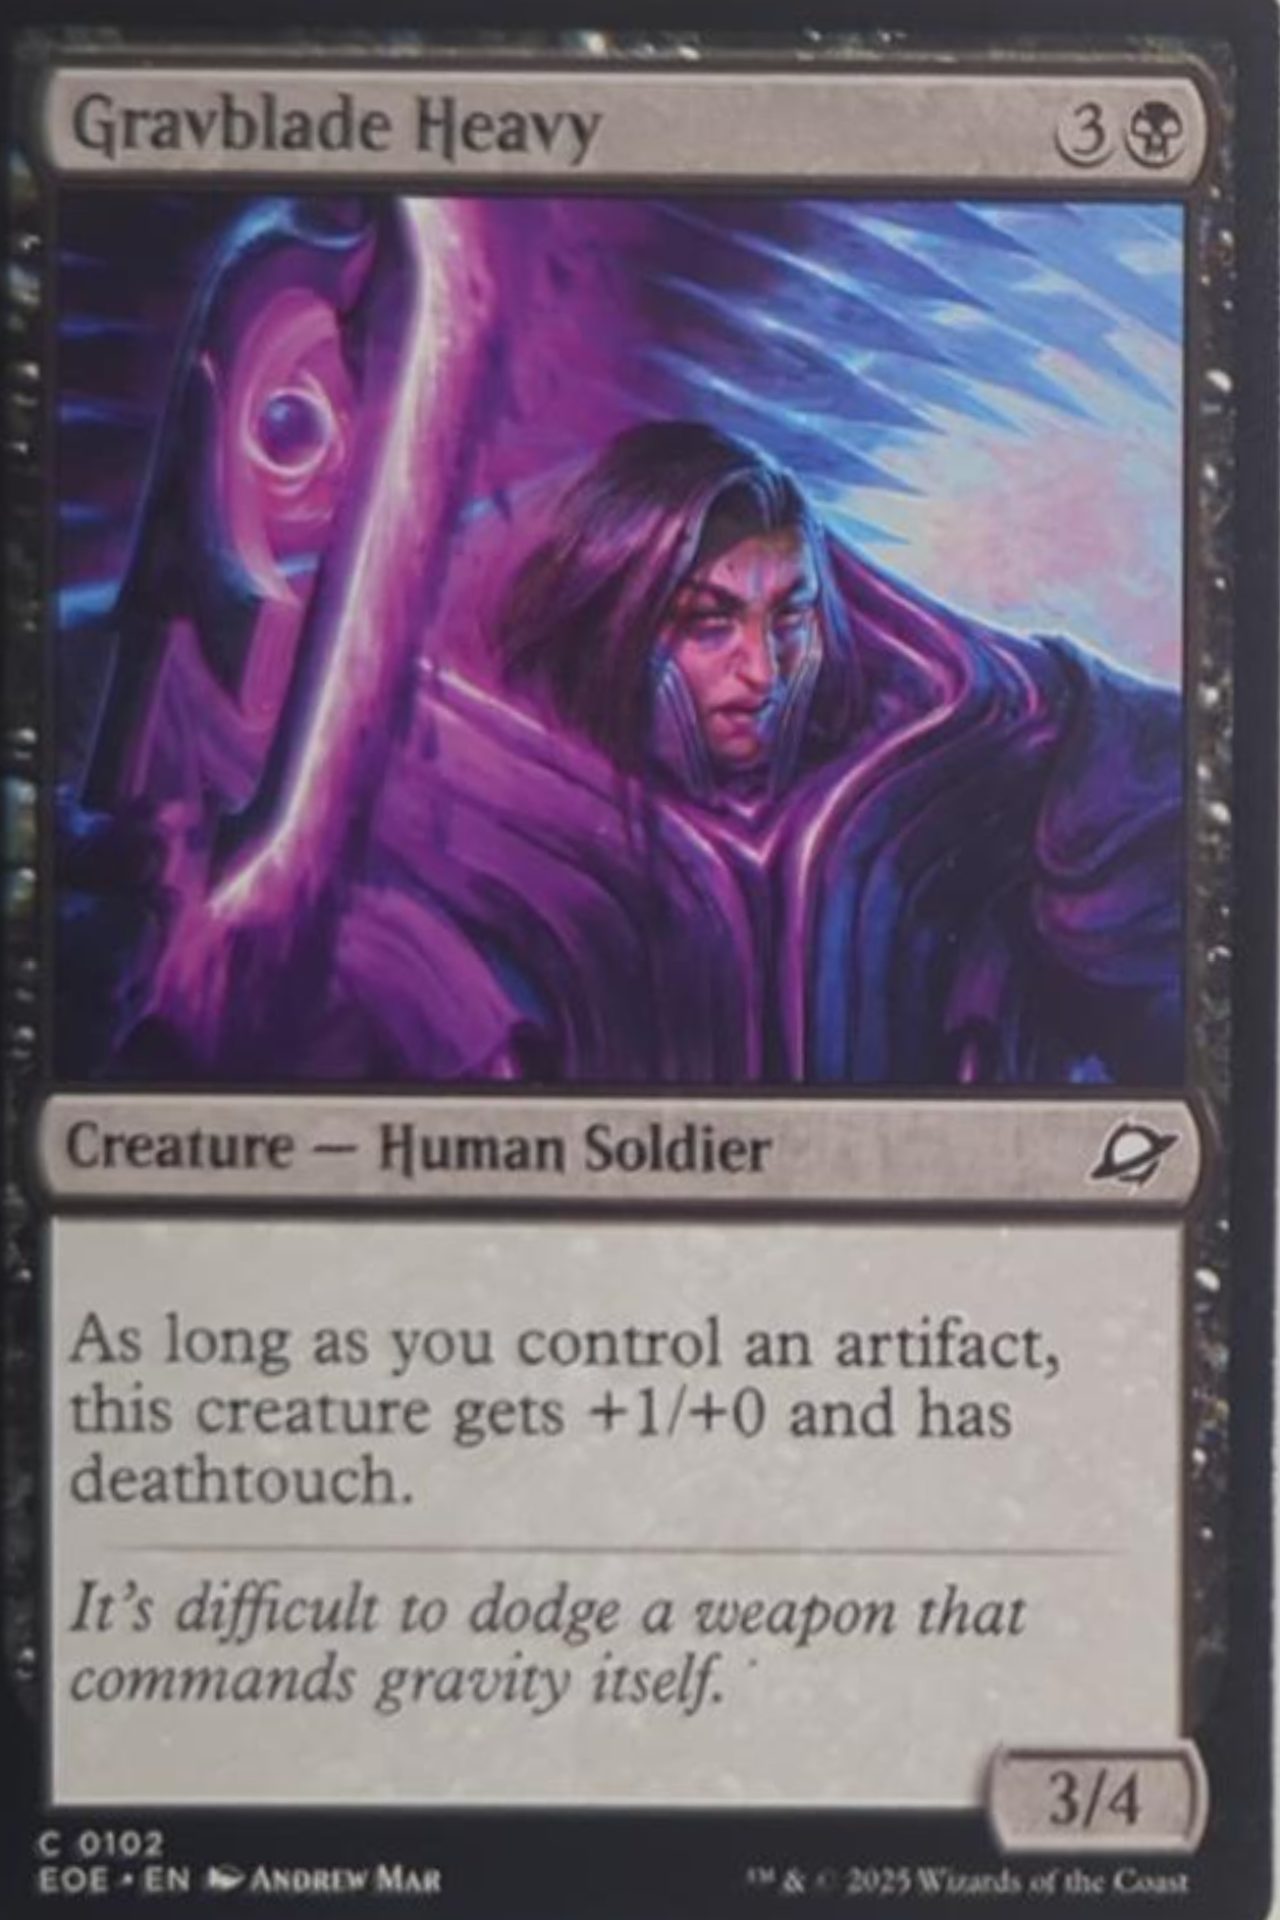 Gravblade Heavy 3
Creature — Human Soldier
As long as you control an artifact,
this creature gets +1/+0 and has
deathtouch.
It's difficult to dodge a weapon that
commands gravity itself.
3/4
C 0102
EOE • EN ANDREW MAR
™ & © 2025 Wizards of the Coast